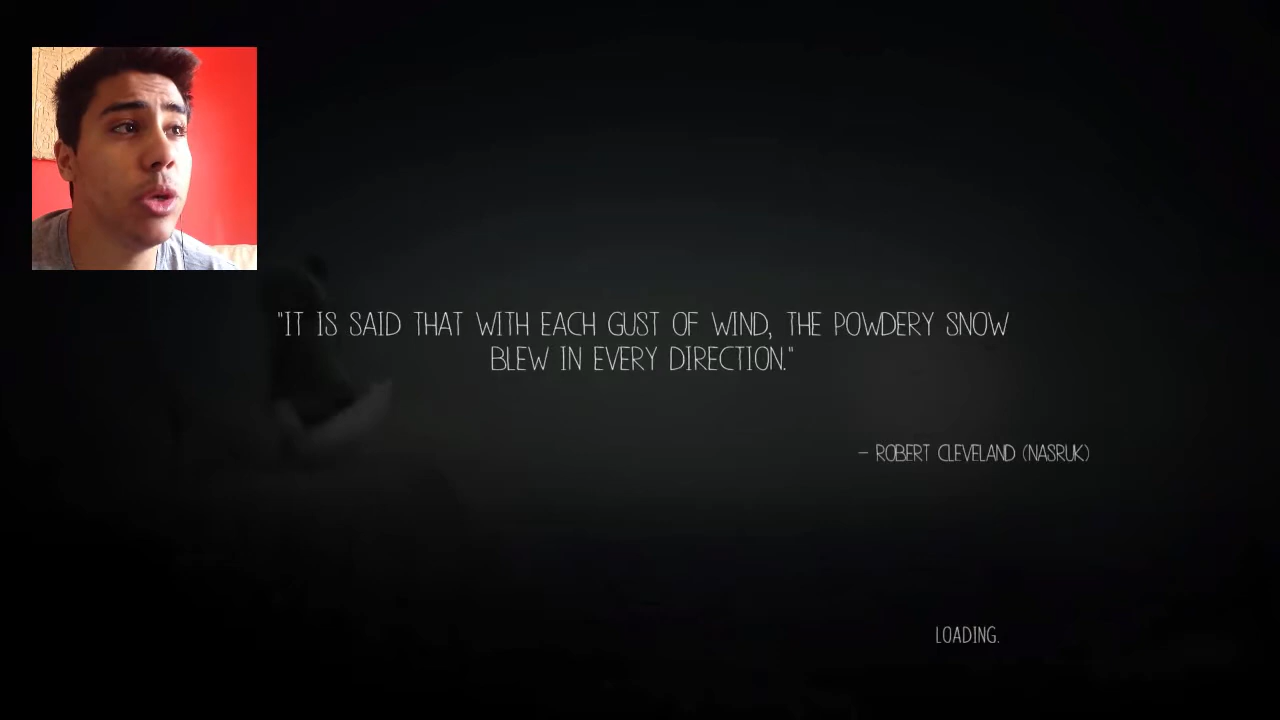 "IT IS SAID THAT WITH EACH GUST OF WIND, THE POWDERY SNOW
BLEW IN EVERY DIRECTION."
– ROBERT CLEVELAND (NASRUK)
LOADING.